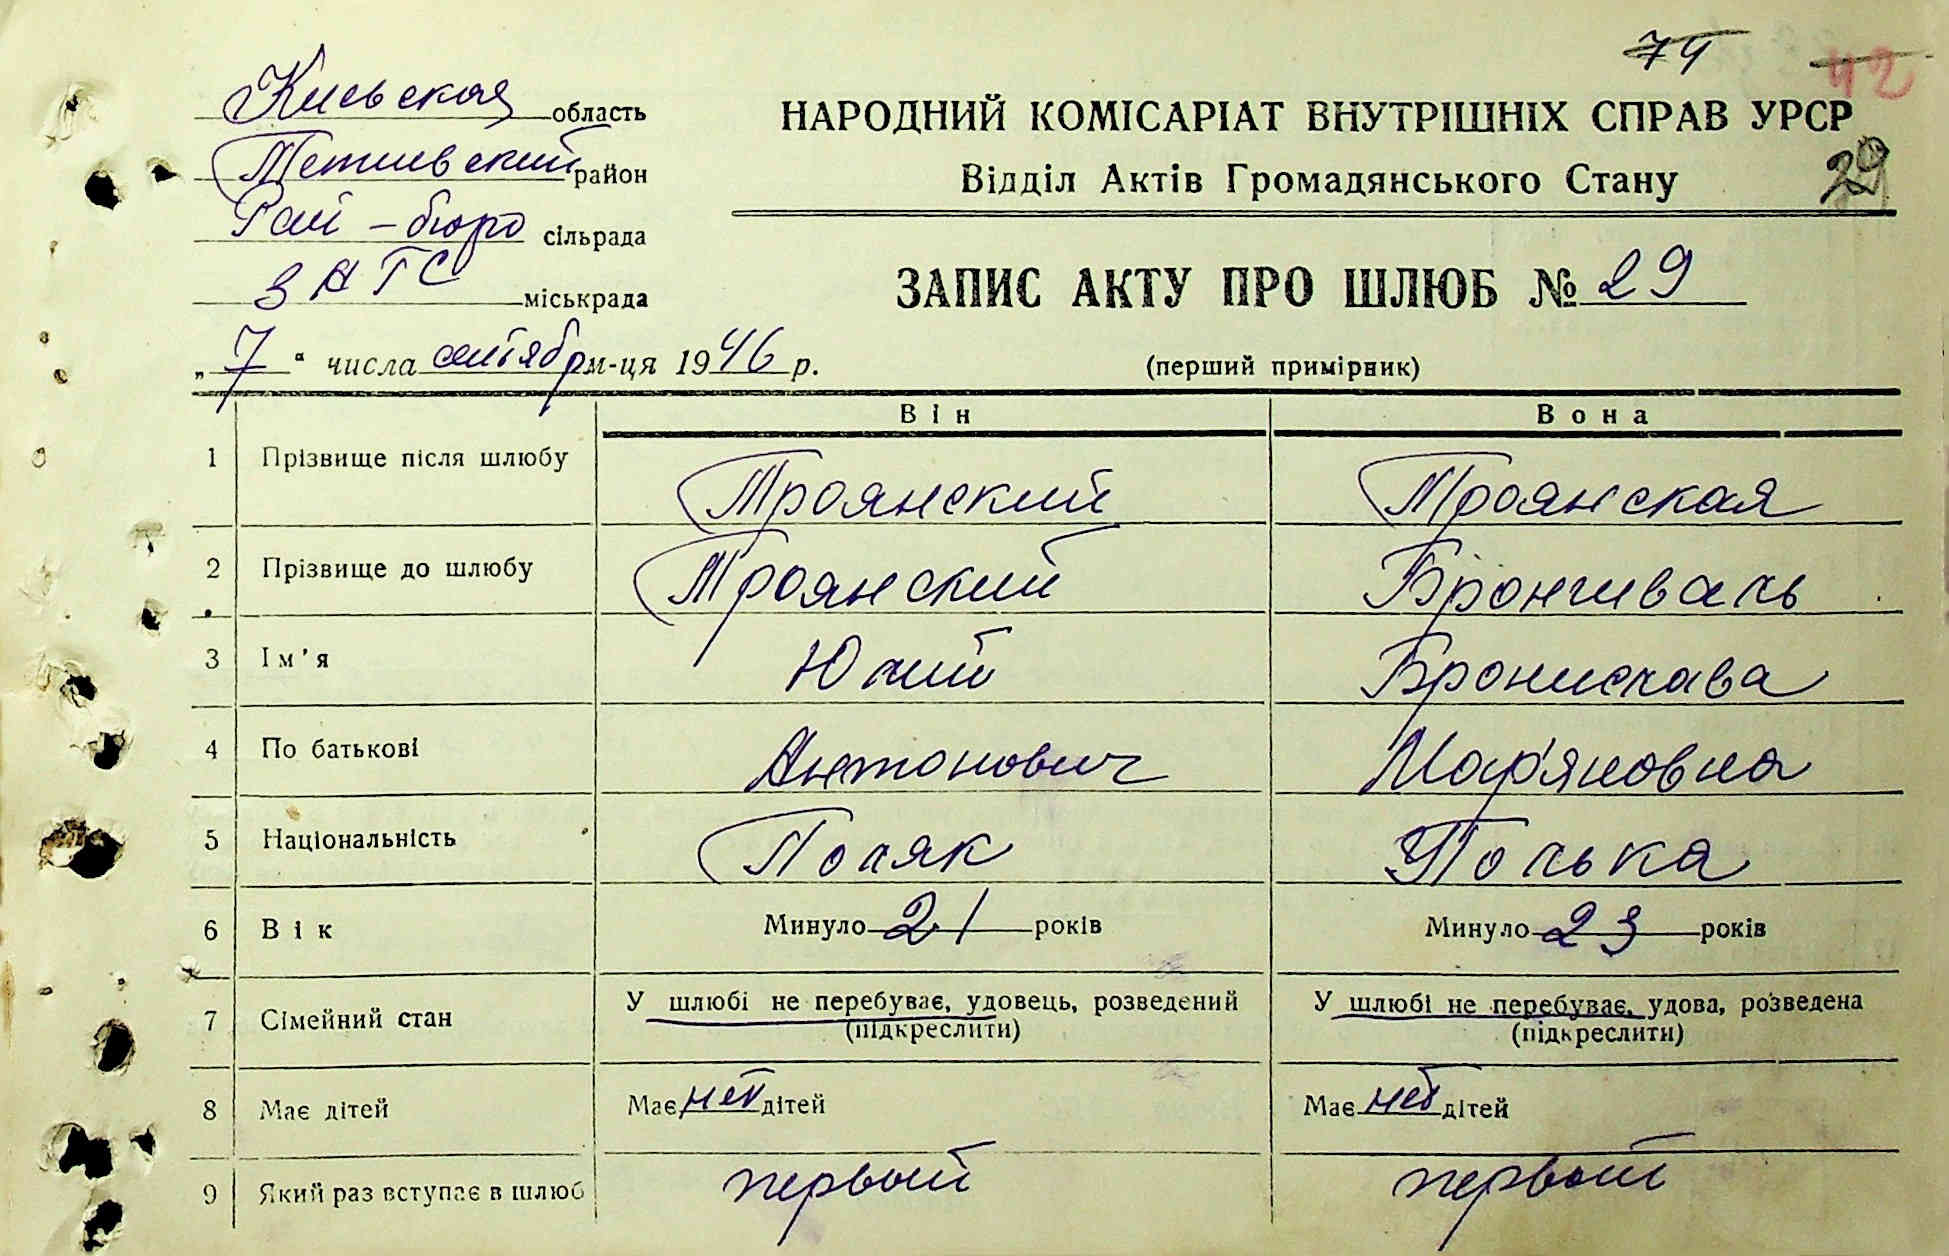 74 42
Киевская область
НАРОДНИЙ КОМІСАРІАТ ВНУТРІШНІХ СПРАВ УРСР
Тетиевский район
Відділ Актів Громадянського Стану 29
Рай-бюро сільрада
ЗАГС міськрада
ЗАПИС АКТУ ПРО ШЛЮБ № 29
„7“ числа сентябр м-ця 1946 р.
(перший примірник)
Він Вона
1 Прізвище після шлюбу Троянский Троянская
2 Прізвище до шлюбу Троянский Бронгиваль
3 Ім'я Юлий Бронислава
4 По батькові Антонович Мар'яновна
5 Національність Поляк Полька
6 Вік Минуло 21 років Минуло 23 років
7 Сімейний стан У шлюбі не перебуває, удовець, розведений У шлюбі не перебуває, удова, розведена
(підкреслити) (підкреслити)
8 Має дітей Має нет дітей Має нет дітей
9 Який раз вступає в шлюб первый первый